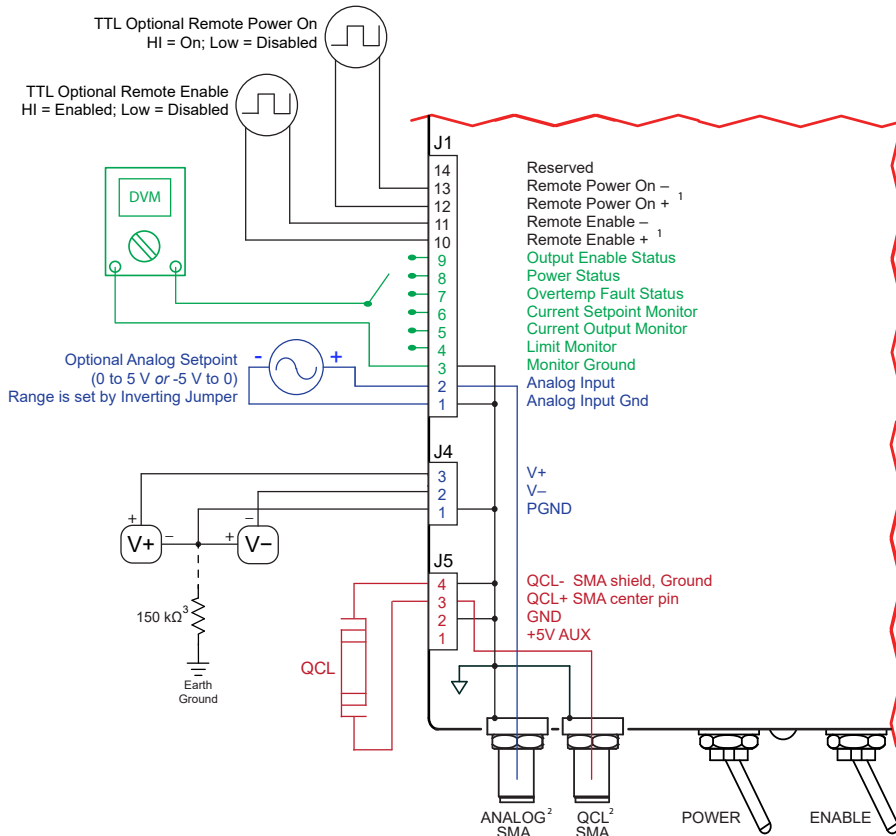 TTL Optional Remote Power On
HI = On; Low = Disabled
TTL Optional Remote Enable
HI = Enabled; Low = Disabled
J1
14 Reserved
13 Remote Power On –
12 Remote Power On + 1
11 Remote Enable –
10 Remote Enable + 1
9 Output Enable Status
8 Power Status
7 Overtemp Fault Status
6 Current Setpoint Monitor
5 Current Output Monitor
4 Limit Monitor
3 Monitor Ground
2 Analog Input
1 Analog Input Gnd
DVM
Optional Analog Setpoint
(0 to 5 V or -5 V to 0)
Range is set by Inverting Jumper
- +
J4
3 V+
2 V–
1 PGND
+ – + –
V+ V−
150 kΩ3
Earth
Ground
J5
4 QCL- SMA shield, Ground
3 QCL+ SMA center pin
2 GND
1 +5V AUX
QCL
ANALOG2
SMA
QCL2
SMA
POWER
ENABLE